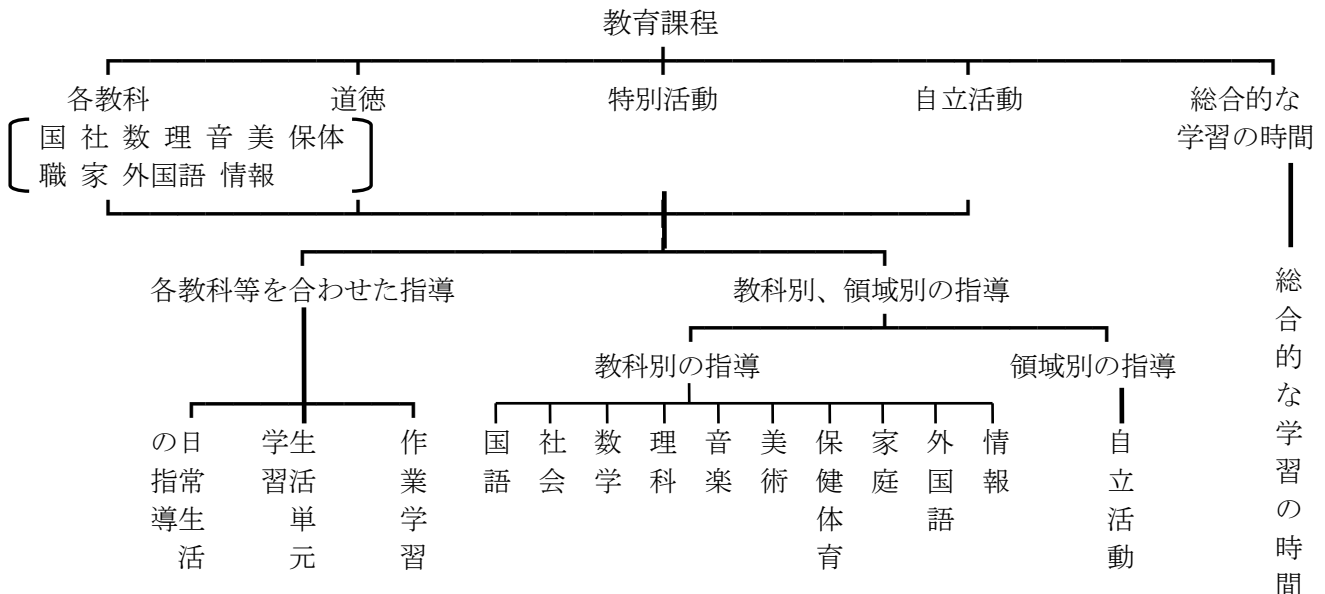 教育課程
各教科
道徳
特別活動
自立活動
総合的な
学習の時間
国 社 数 理 音 美 保体
職 家 外国語 情報
各教科等を合わせた指導
教科別、領域別の指導
教科別の指導
領域別の指導
日常生活
の指導
生活単元
学習
作業学習
国語
社会
数学
理科
音楽
美術
保健体育
家庭
外国語
情報
自立活動
総合的な学習の時間